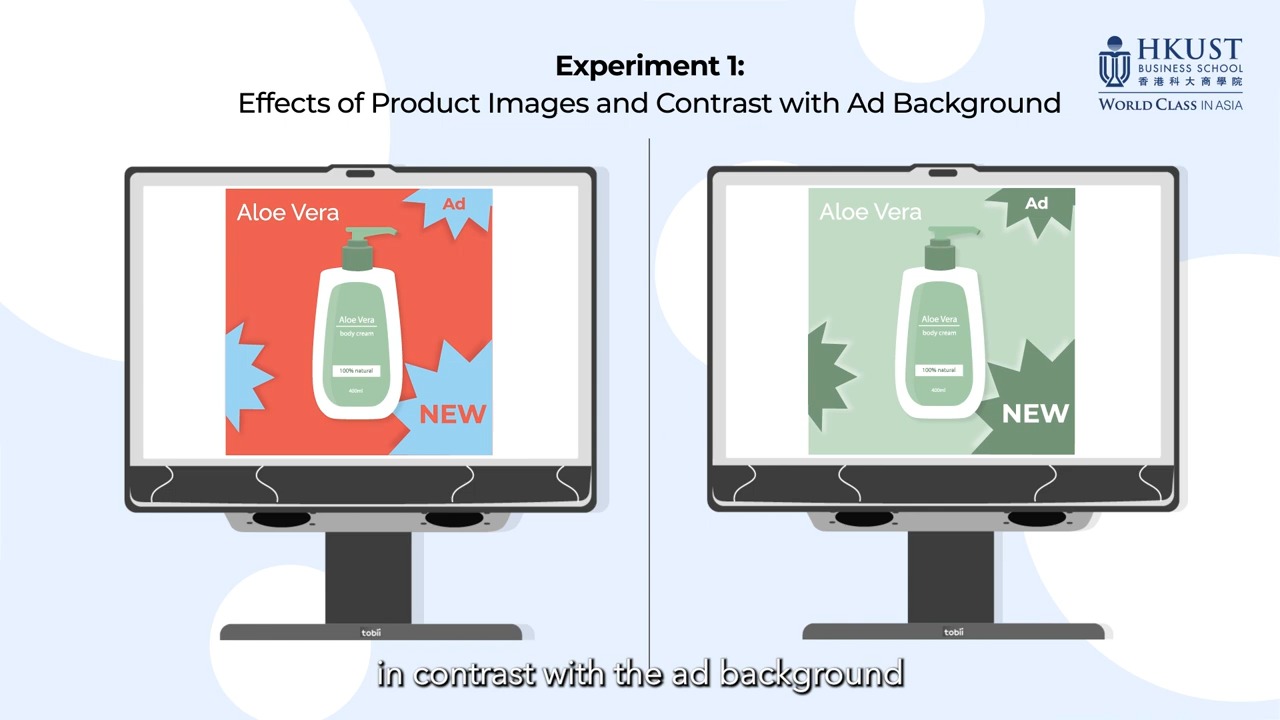 Experiment 1:
Effects of Product Images and Contrast with Ad Background
HKUST
BUSINESS SCHOOL
香港科大商學院
WORLD CLASS IN ASIA
Aloe Vera
Ad
Aloe Vera
body cream
100% natural
400ml
NEW
tobii
Aloe Vera
Ad
Aloe Vera
body cream
100% natural
400ml
NEW
tobii
in contrast with the ad background